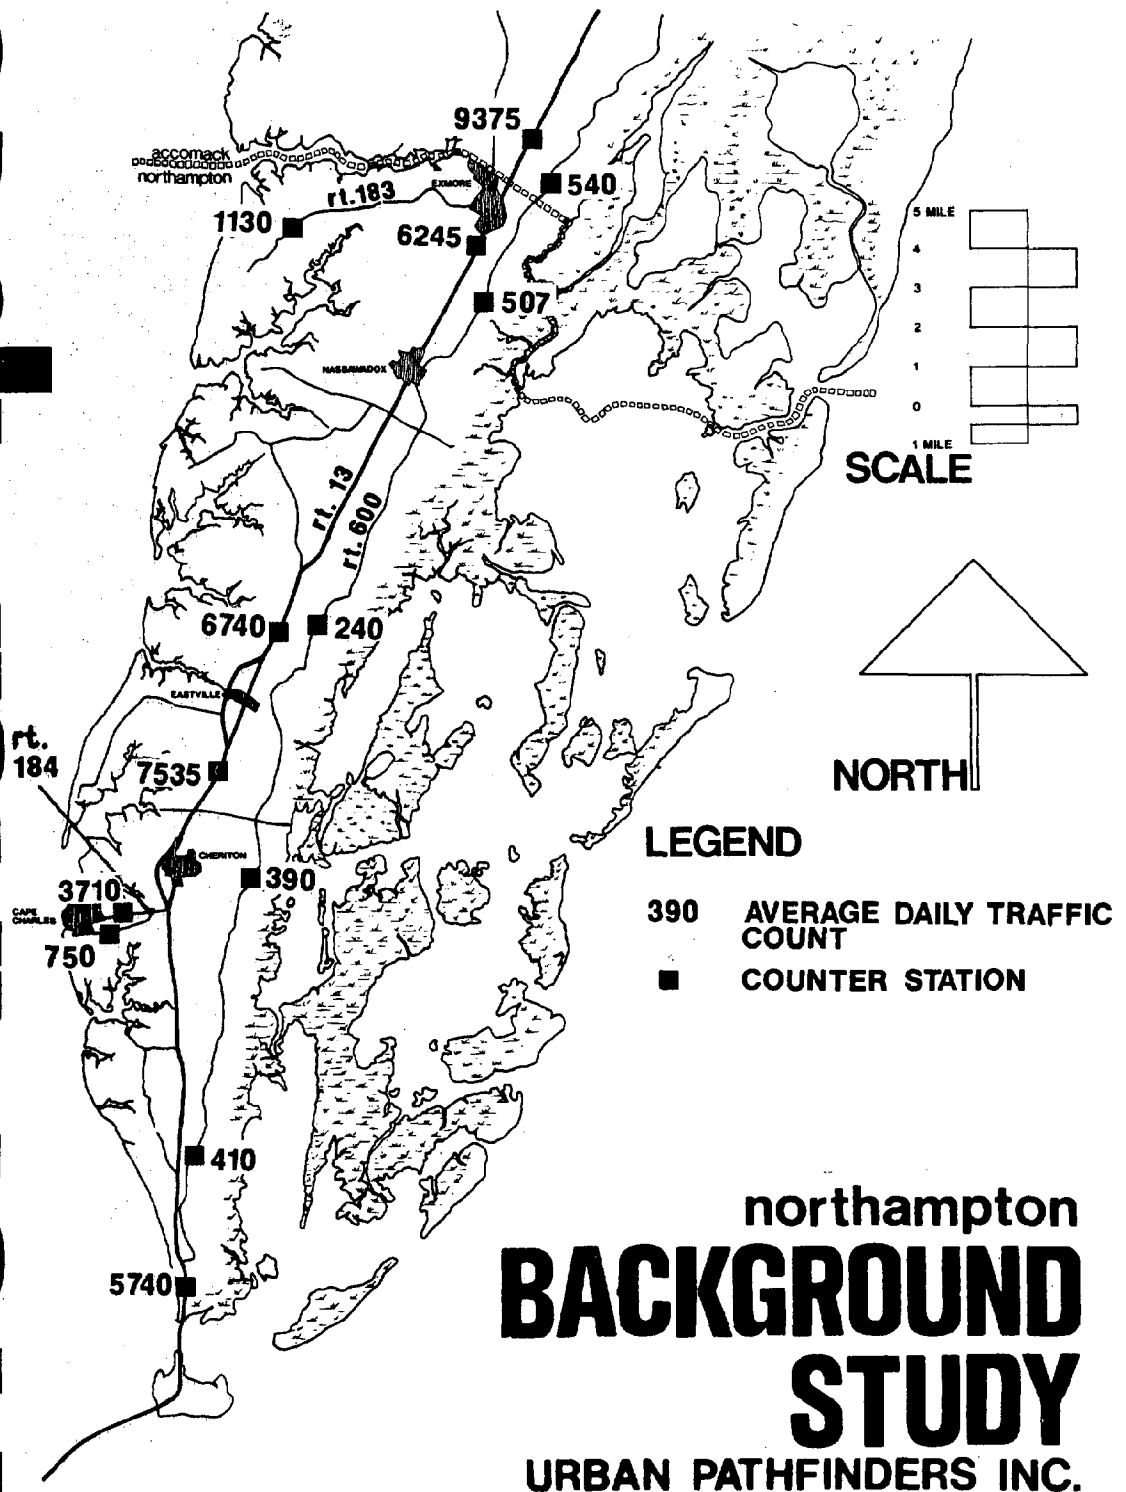 9375
accomack
northampton
EXMORE
540
rt.183
1130
6245
507
NASSAWADOX
5 MILE
4
3
2
1
0
1 MILE
SCALE
rt. 13
rt. 600
6740
240
EASTVILLE
rt.
184
7535
NORTH
CHERITON
3710
390
CAPE
CHARLES
750
LEGEND
390 AVERAGE DAILY TRAFFIC
COUNT
COUNTER STATION
410
5740
northampton
BACKGROUND
STUDY
URBAN PATHFINDERS INC.